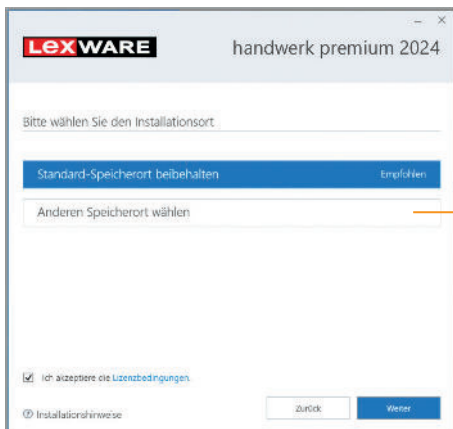 LEXWARE
handwerk premium 2024
Bitte wählen Sie den Installationsort
Standard-Speicherort beibehalten Empfohlen
Anderen Speicherort wählen
Ich akzeptiere die Lizenzbedingungen.
Installationshinweise Zurück Weiter